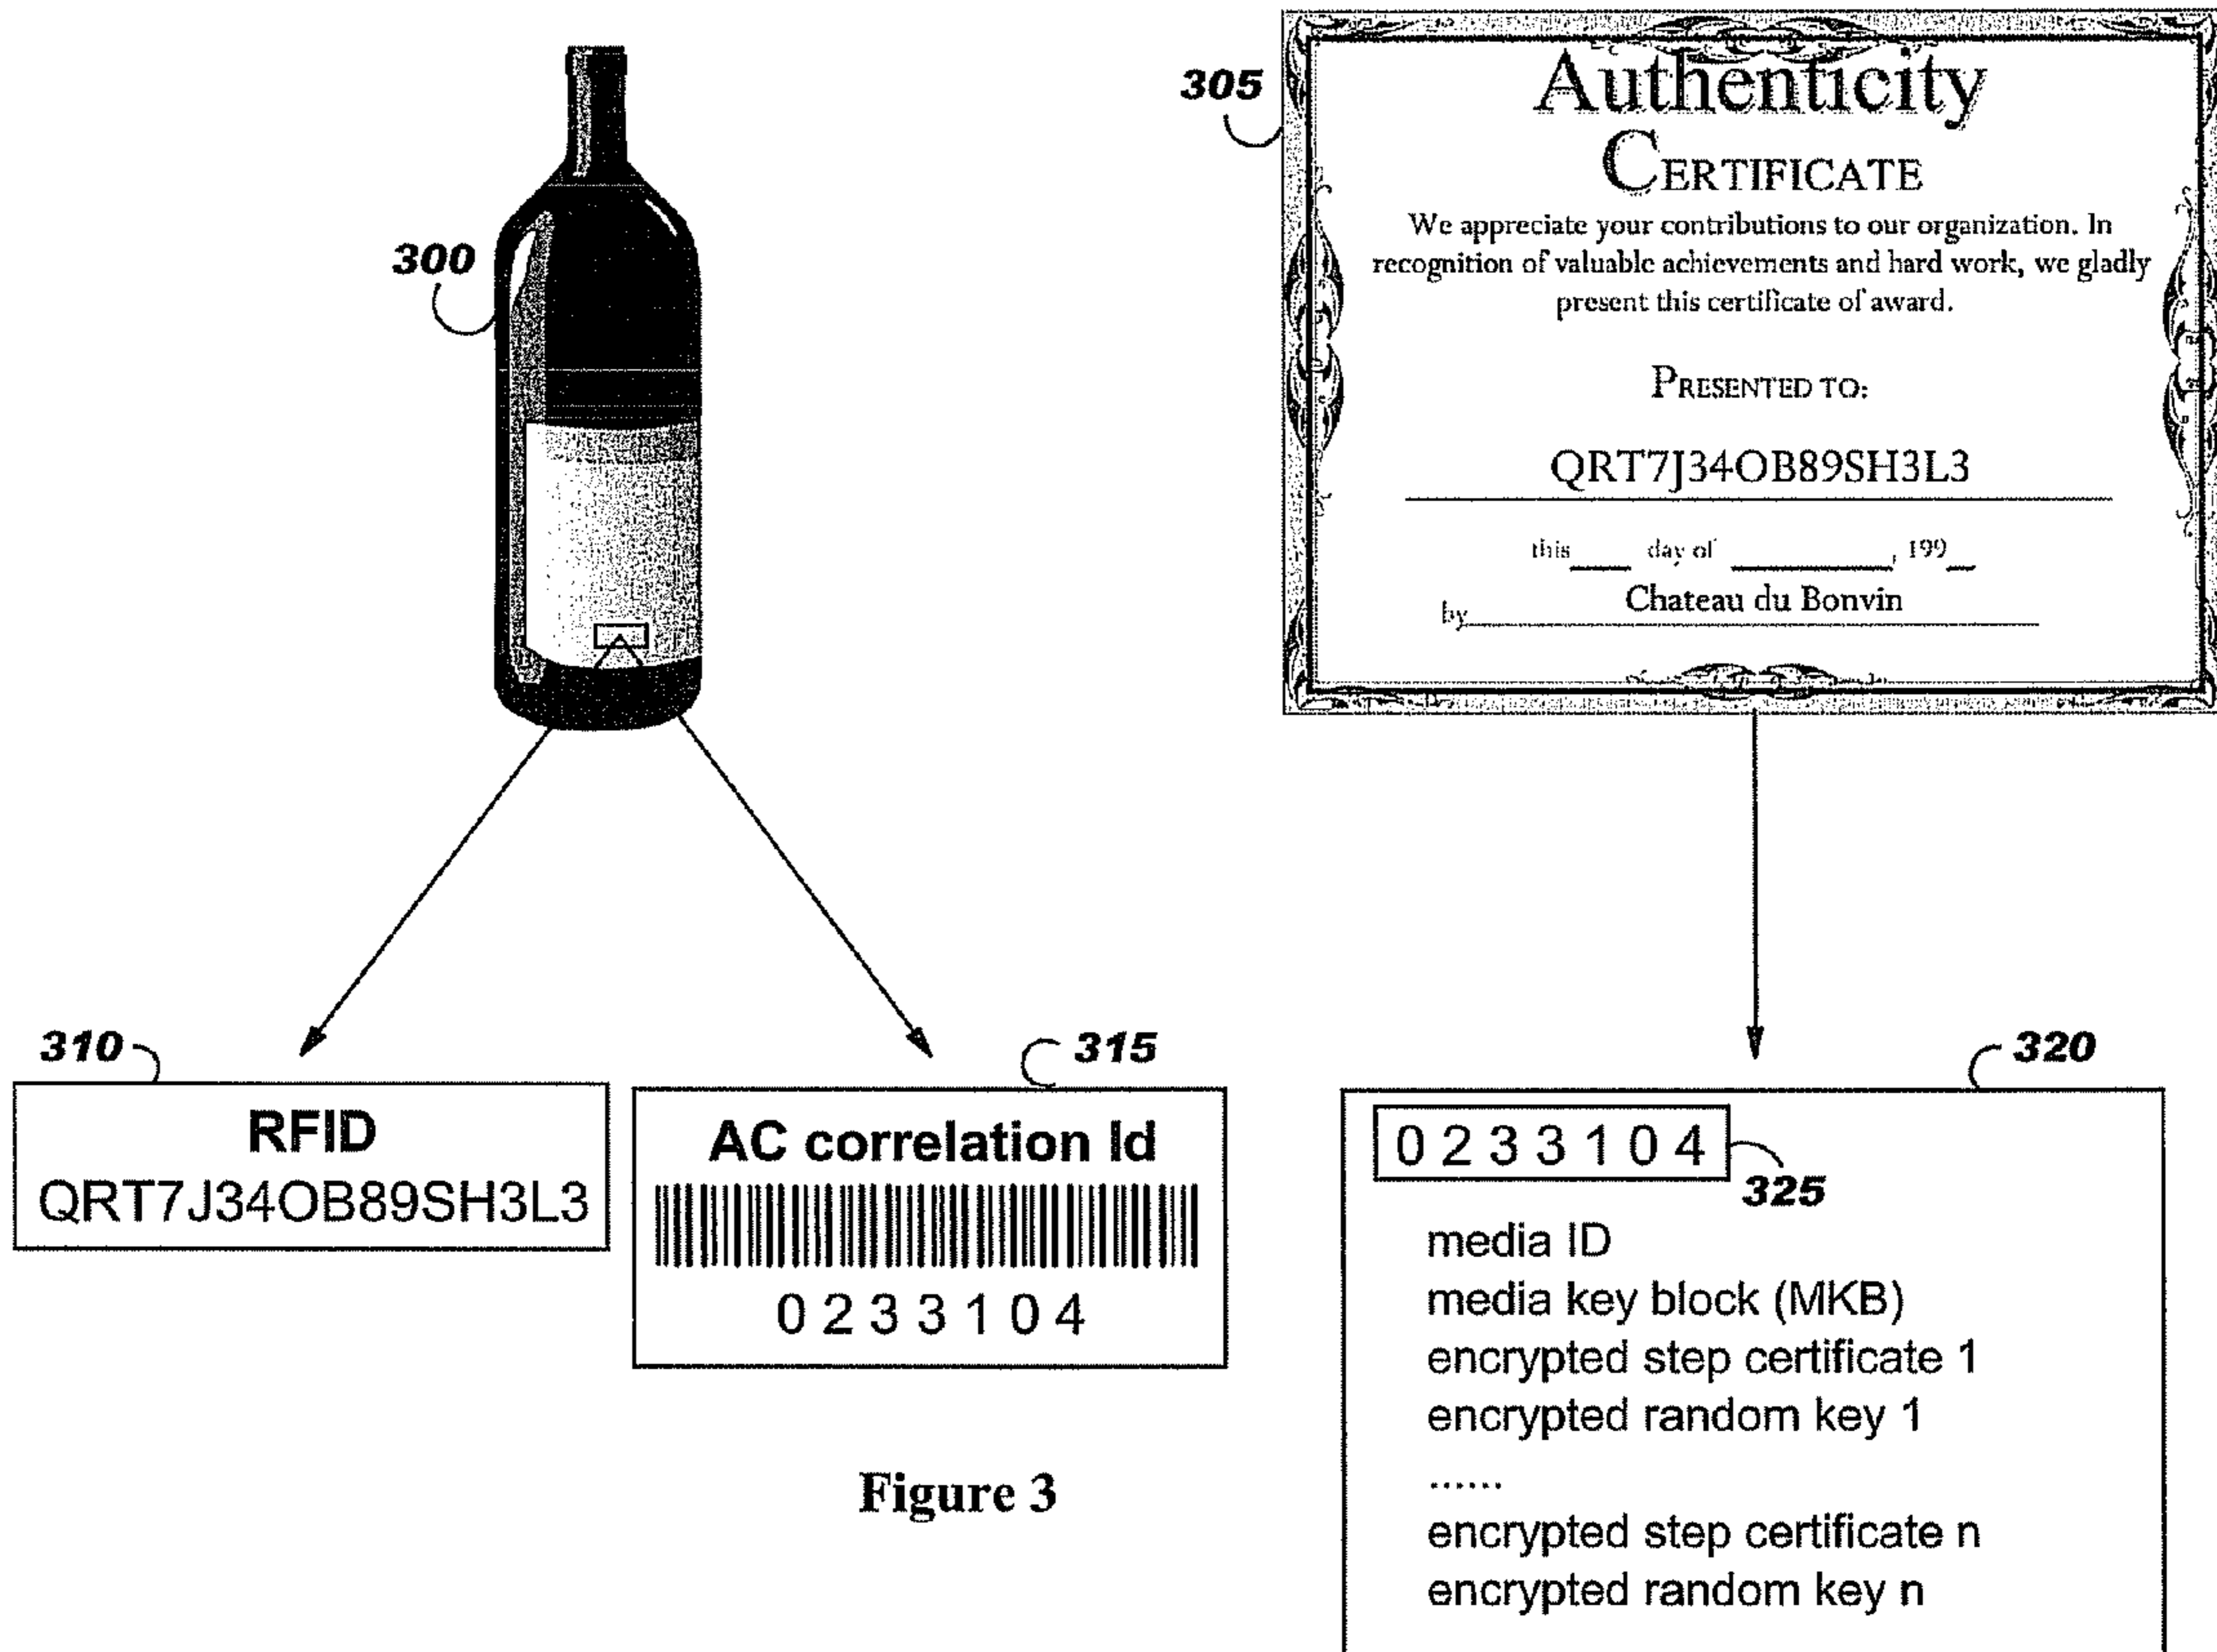 305
Authenticity
CERTIFICATE
We appreciate your contributions to our organization. In
recognition of valuable achievements and hard work, we gladly
present this certificate of award.
PRESENTED TO:
QRT7J34OB89SH3L3
this____ day of ____________, 199__
by Chateau du Bonvin
300
310
RFID
QRT7J34OB89SH3L3
315
AC correlation Id
0 2 3 3 1 0 4
320
0 2 3 3 1 0 4
325
media ID
media key block (MKB)
encrypted step certificate 1
encrypted random key 1
......
encrypted step certificate n
encrypted random key n
Figure 3